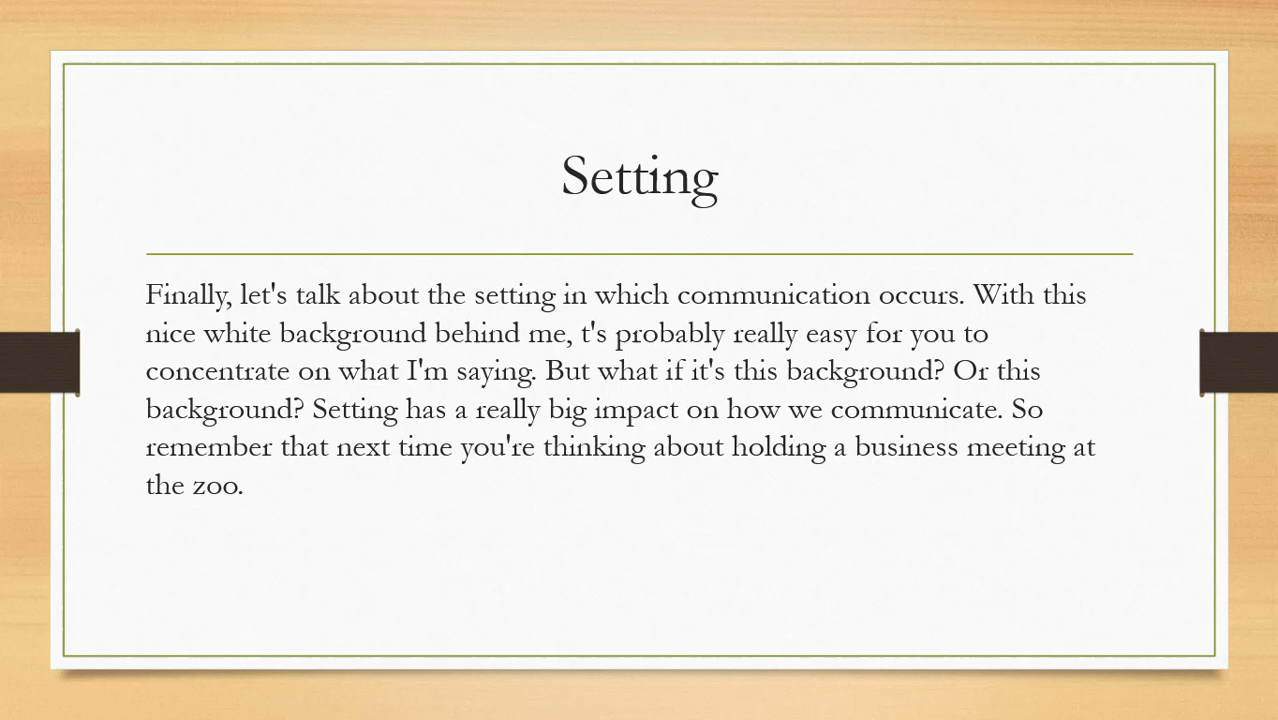 Setting
Finally, let's talk about the setting in which communication occurs. With this
nice white background behind me, t's probably really easy for you to
concentrate on what I'm saying. But what if it's this background? Or this
background? Setting has a really big impact on how we communicate. So
remember that next time you're thinking about holding a business meeting at
the zoo.